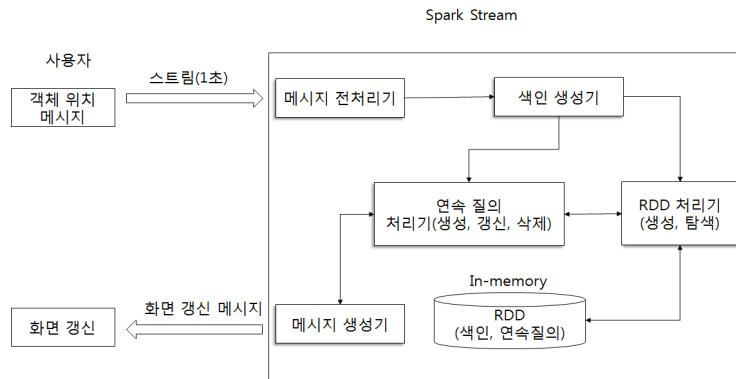 Spark Stream
사용자
스트림(1초)
객체 위치
메시지
메시지 전처리기
색인 생성기
연속 질의
처리기(생성, 갱신, 삭제)
RDD 처리기
(생성, 탐색)
In-memory
RDD
(색인, 연속질의)
화면 갱신 메시지
메시지 생성기
화면 갱신